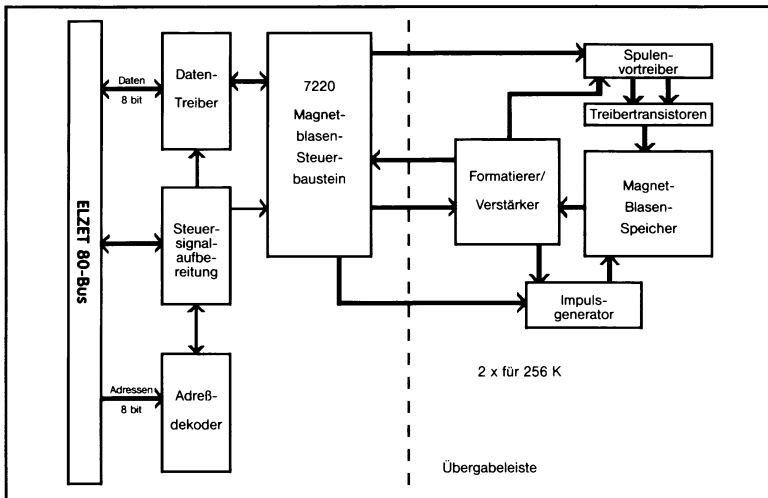 ELZET 80-Bus
Daten
8 bit
Daten-
Treiber
Steuer-
signal-
aufbe-
reitung
Adressen
8 bit
Adreß-
dekoder
7220
Magnet-
blasen-
Steuer-
baustein
Spulen-
vortreiber
Treibertransistoren
Formatierer/
Verstärker
Magnet-
Blasen-
Speicher
Impuls-
generator
2 x für 256 K
Übergabeleiste